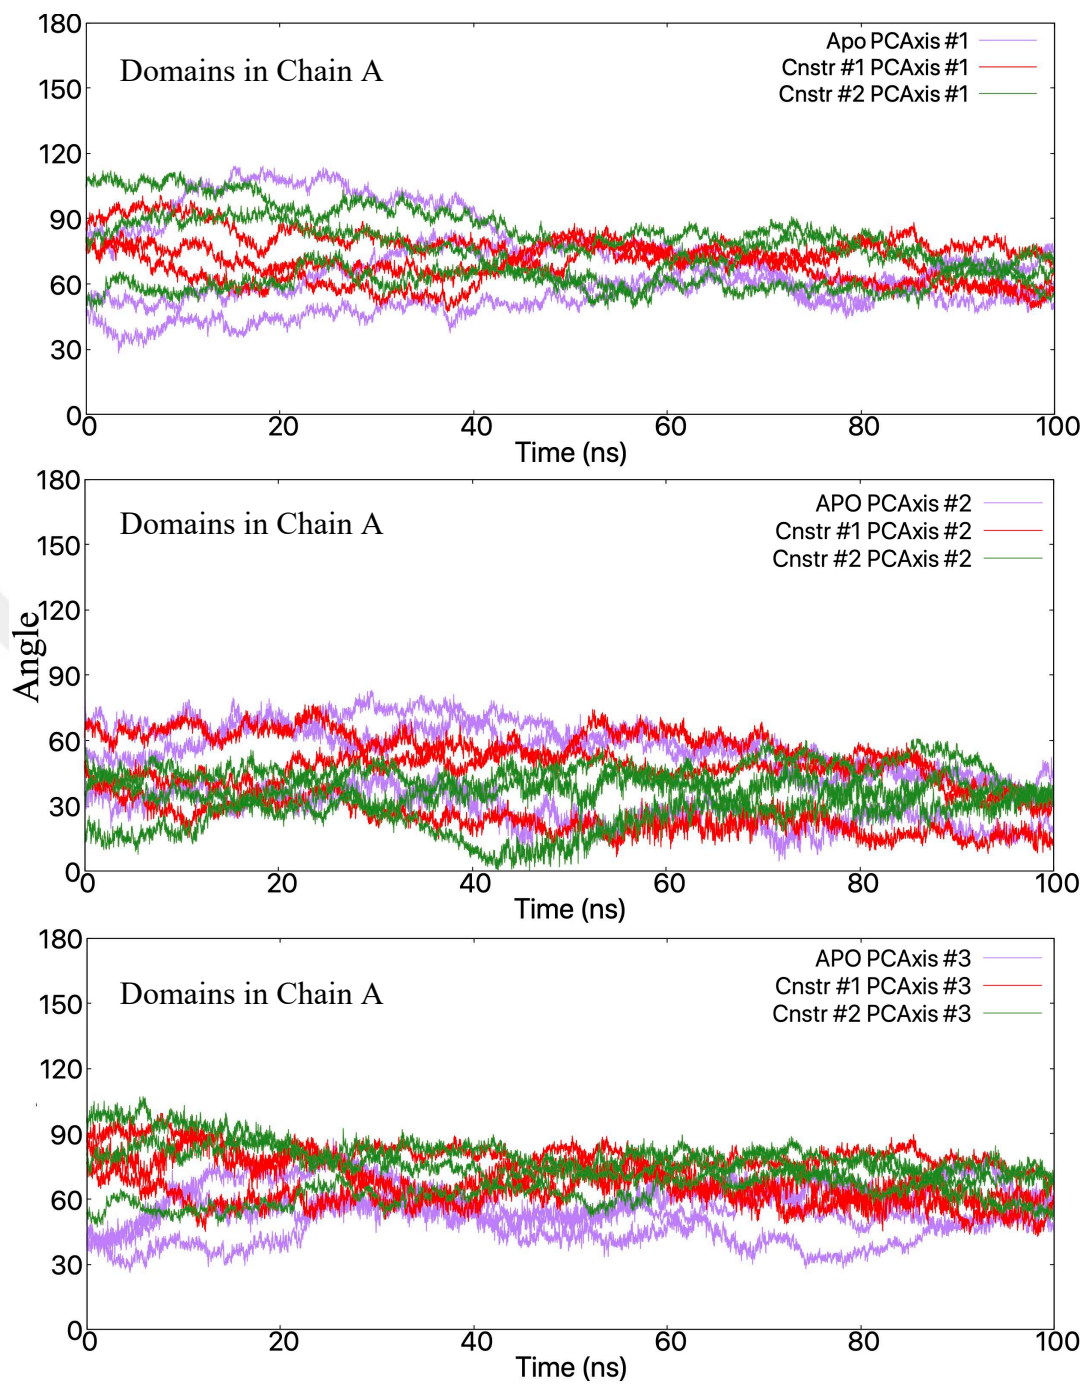 180
Domains in Chain A
Apo PCAxis #1
Cnstr #1 PCAxis #1
Cnstr #2 PCAxis #1
150
120
90
60
30
0
0 20 40 60 80 100
Time (ns)
180
Domains in Chain A
APO PCAxis #2
Cnstr #1 PCAxis #2
Cnstr #2 PCAxis #2
150
120
Angle
90
60
30
0
0 20 40 60 80 100
Time (ns)
180
Domains in Chain A
APO PCAxis #3
Cnstr #1 PCAxis #3
Cnstr #2 PCAxis #3
150
120
90
60
30
0
0 20 40 60 80 100
Time (ns)